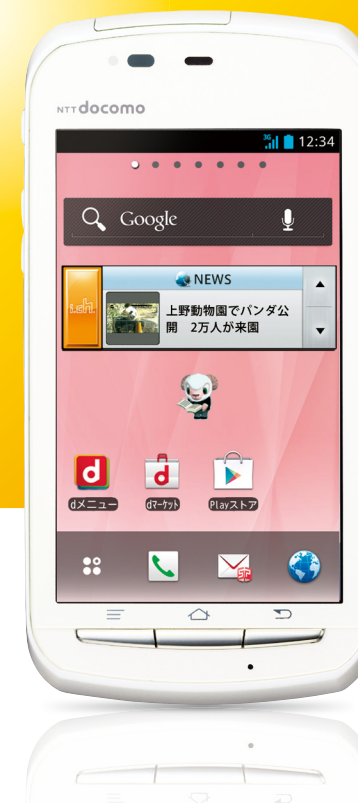 NTT docomo
3G 12:34
Google
NEWS
i.ch.
上野動物園でパンダ公
開 2万人が来園
dメニュー
dマーケット
Playストア